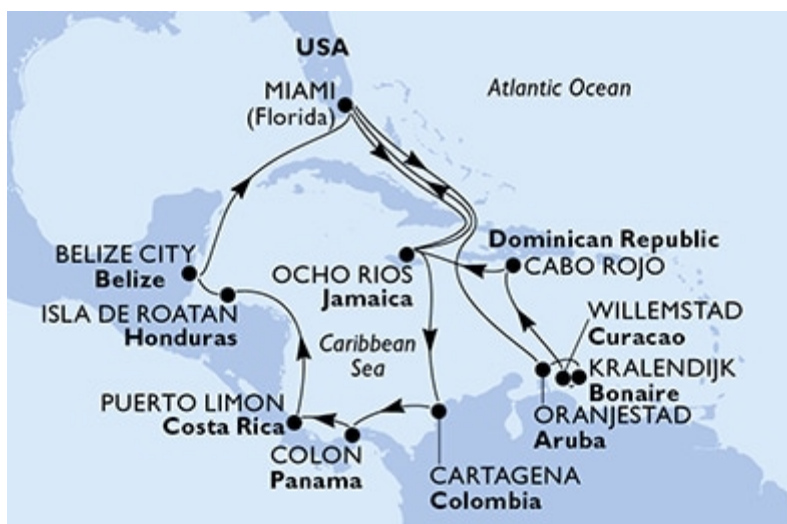 USA
MIAMI
(Florida)
Atlantic Ocean
BELIZE CITY
Belize
ISLA DE ROATAN
Honduras
OCHO RIOS
Jamaica
Dominican Republic
CABO ROJO
WILLEMSTAD
Curacao
KRALENDIJK
Bonaire
ORANJESTAD
Aruba
Caribbean
Sea
PUERTO LIMON
Costa Rica
COLON
Panama
CARTAGENA
Colombia